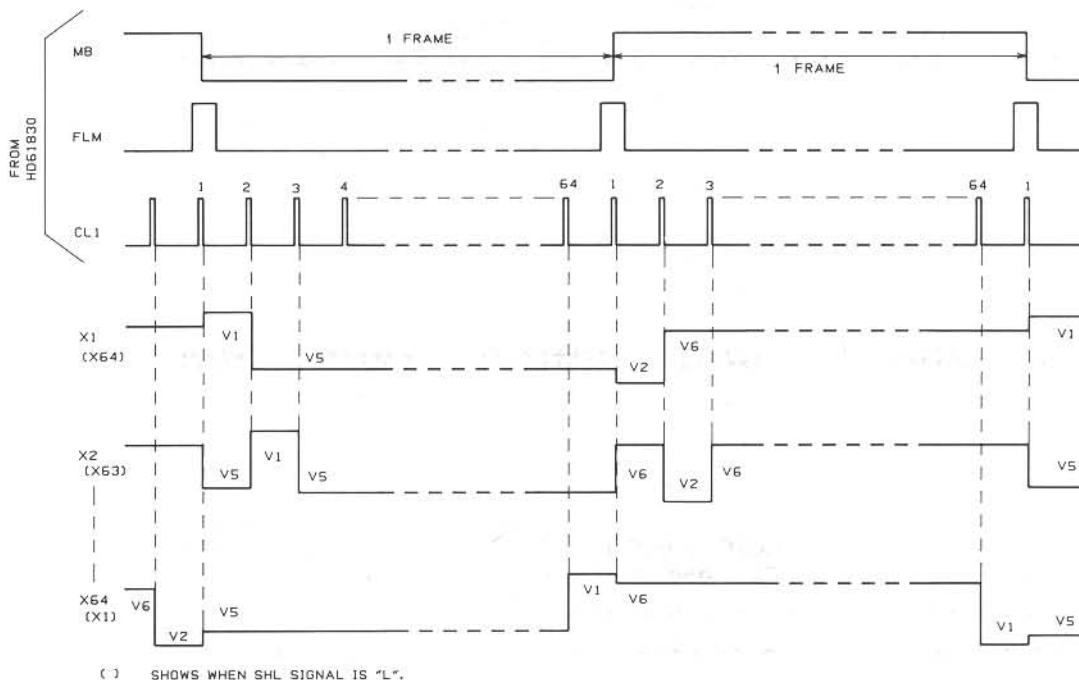 FROM
HD61830
MB
1 FRAME
1 FRAME
FLM
CL1
1 2 3 4 64 1 2 3 64 1
X1
(X64)
V1 V5 V2 V6 V1
X2
(X63)
V5 V1 V5 V6 V2 V6 V5
X64
(X1)
V6 V2 V5 V1 V6 V1 V5
( ) SHOWS WHEN SHL SIGNAL IS "L".